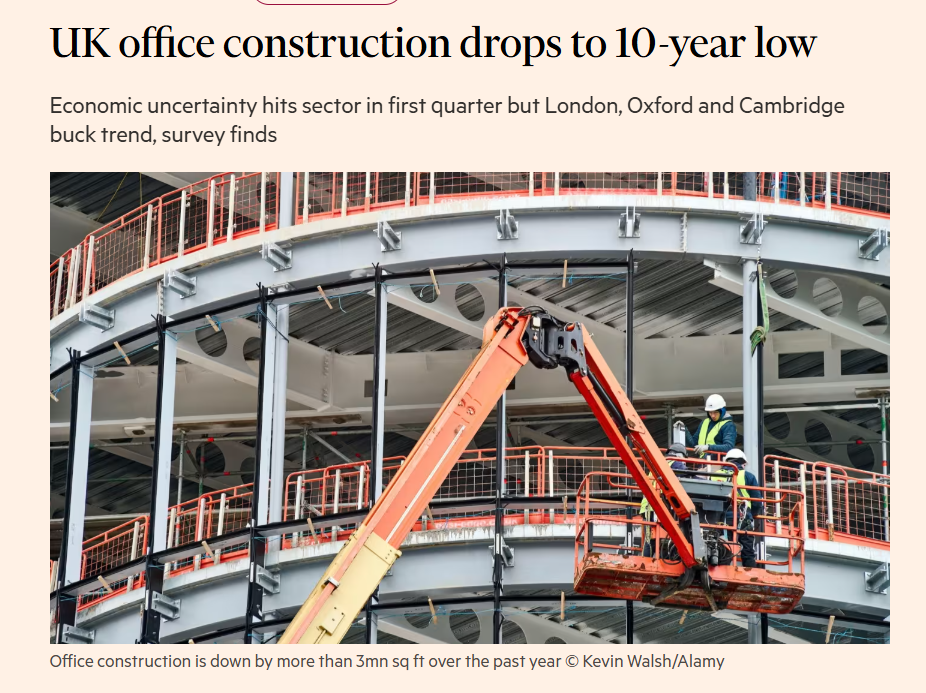 UK office construction drops to 10-year low
Economic uncertainty hits sector in first quarter but London, Oxford and Cambridge
buck trend, survey finds
Office construction is down by more than 3mn sq ft over the past year © Kevin Walsh/Alamy